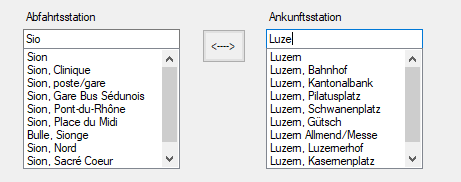 Abfahrtsstation
Sio
Sion
Sion, Clinique
Sion, poste/gare
Sion, Gare Bus Sédunois
Sion, Pont-du-Rhône
Sion, Place du Midi
Bulle, Sionge
Sion, Nord
Sion, Sacré Coeur
<---->
Ankunftsstation
Luze
Luzern
Luzern, Bahnhof
Luzern, Kantonalbank
Luzern, Pilatusplatz
Luzern, Schwanenplatz
Luzern, Gütsch
Luzern Allmend/Messe
Luzern, Luzernerhof
Luzern, Kasernenplatz